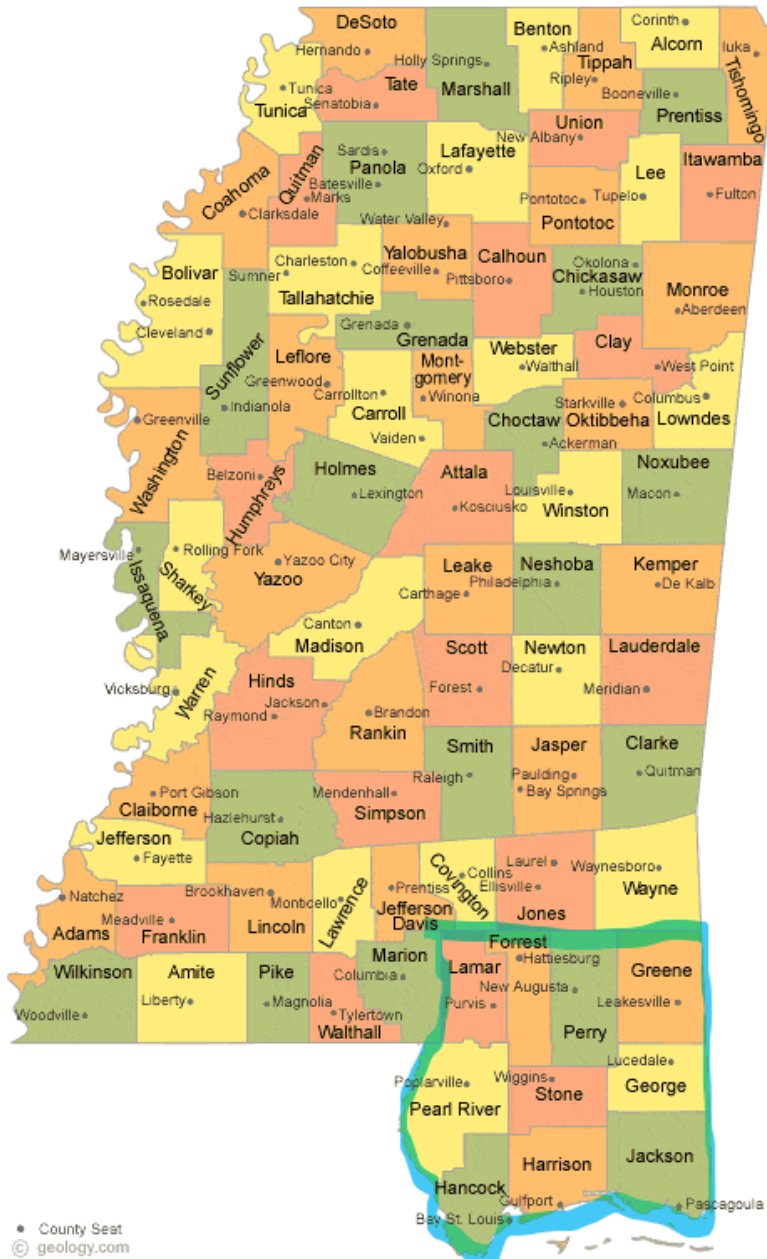 DeSoto
Hernando
Tunica
Tunica
Tate
Senatobia
Marshall
Holly Springs
Benton
Ashland
Tippah
Ripley
Alcorn
Corinth
Tishomingo
Iuka
Prentiss
Booneville
Union
New Albany
Quitman
Marks
Panola
Sardis
Batesville
Lafayette
Oxford
Lee
Tupelo
Itawamba
Fulton
Pontotoc
Pontotoc
Coahoma
Clarksdale
Yalobusha
Water Valley
Coffeeville
Calhoun
Pittsboro
Chickasaw
Okolona
Houston
Monroe
Aberdeen
Bolivar
Rosedale
Cleveland
Tallahatchie
Charleston
Sumner
Grenada
Grenada
Sunflower
Indianola
Leflore
Greenwood
Carroll
Carrollton
Vaiden
Mont-
gomery
Winona
Webster
Walthall
Clay
West Point
Lowndes
Columbus
Choctaw
Ackerman
Oktibbeha
Starkville
Washington
Greenville
Humphreys
Belzoni
Holmes
Lexington
Attala
Kosciusko
Winston
Louisville
Noxubee
Macon
Issaquena
Mayersville
Sharkey
Rolling Fork
Yazoo
Yazoo City
Madison
Canton
Leake
Carthage
Neshoba
Philadelphia
Kemper
De Kalb
Warren
Vicksburg
Hinds
Jackson
Raymond
Rankin
Brandon
Scott
Forest
Newton
Decatur
Lauderdale
Meridian
Claiborne
Port Gibson
Copiah
Hazlehurst
Simpson
Mendenhall
Smith
Raleigh
Jasper
Paulding
Bay Springs
Clarke
Quitman
Jefferson
Fayette
Adams
Natchez
Franklin
Meadville
Lincoln
Brookhaven
Lawrence
Monticello
Jefferson
Davis
Prentiss
Covington
Collins
Jones
Laurel
Ellisville
Wayne
Waynesboro
Wilkinson
Woodville
Amite
Liberty
Pike
Magnolia
Walthall
Tylertown
Marion
Columbia
Lamar
Purvis
Forrest
Hattiesburg
Perry
New Augusta
Greene
Leakesville
Pearl River
Poplarville
Stone
Wiggins
George
Lucedale
Hancock
Bay St. Louis
Harrison
Gulfport
Jackson
Pascagoula
County Seat
© geology.com